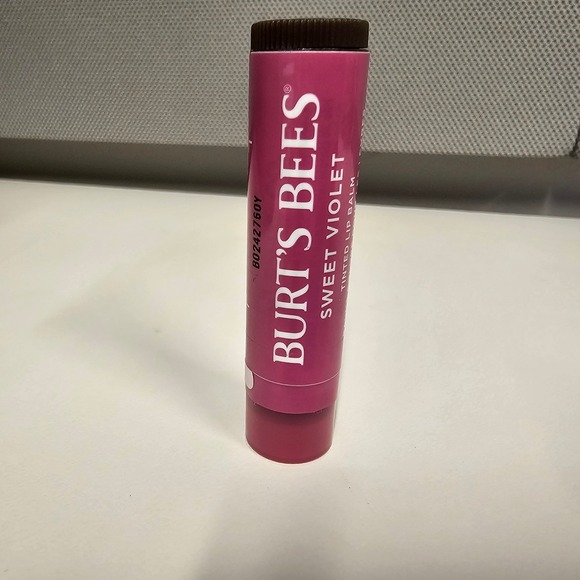 BURT'S BEES®
SWEET VIOLET
TINTED LIP BALM
B0242760Y